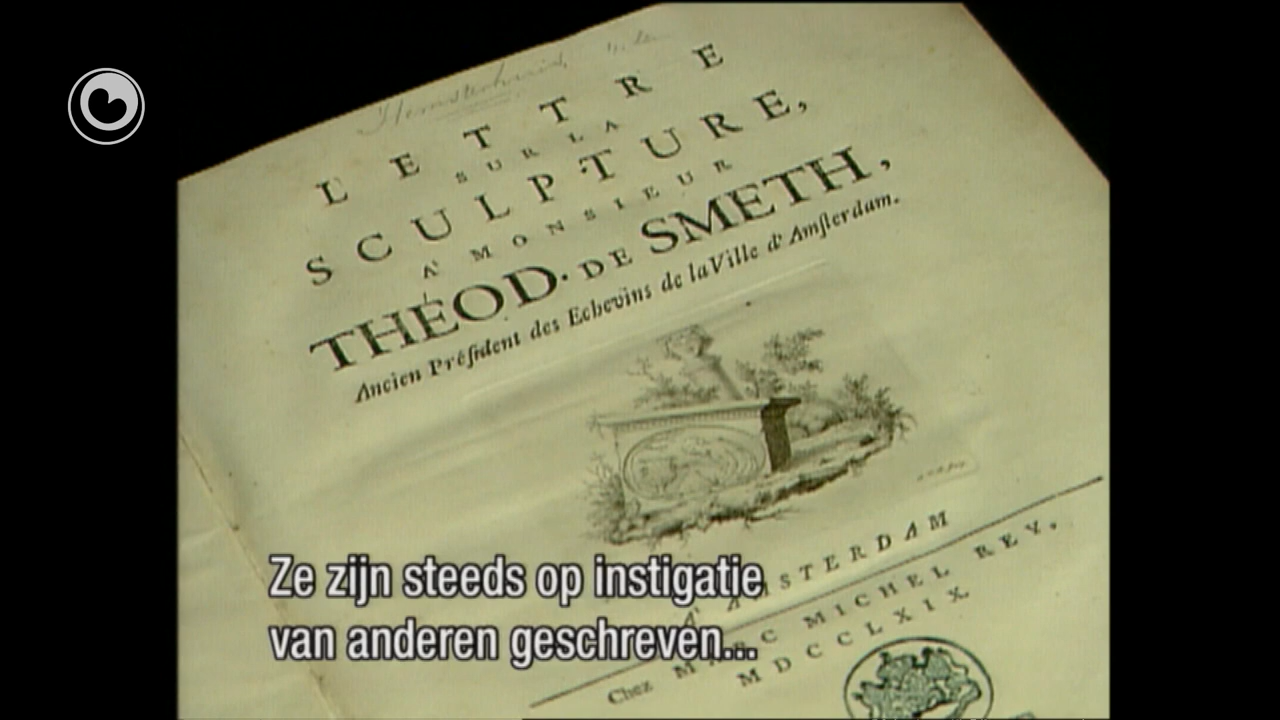 LETTRE
SUR LA
SCULPTURE,
A' MONSIEUR
THEOD. DE SMETH,
Ancien Préſident des Echevins de la Ville d'Amſterdam.
A' AMSTERDAM
Chez MARC MICHEL REY,
MDCCLXIX.
Ze zijn steeds op instigatie
van anderen geschreven...